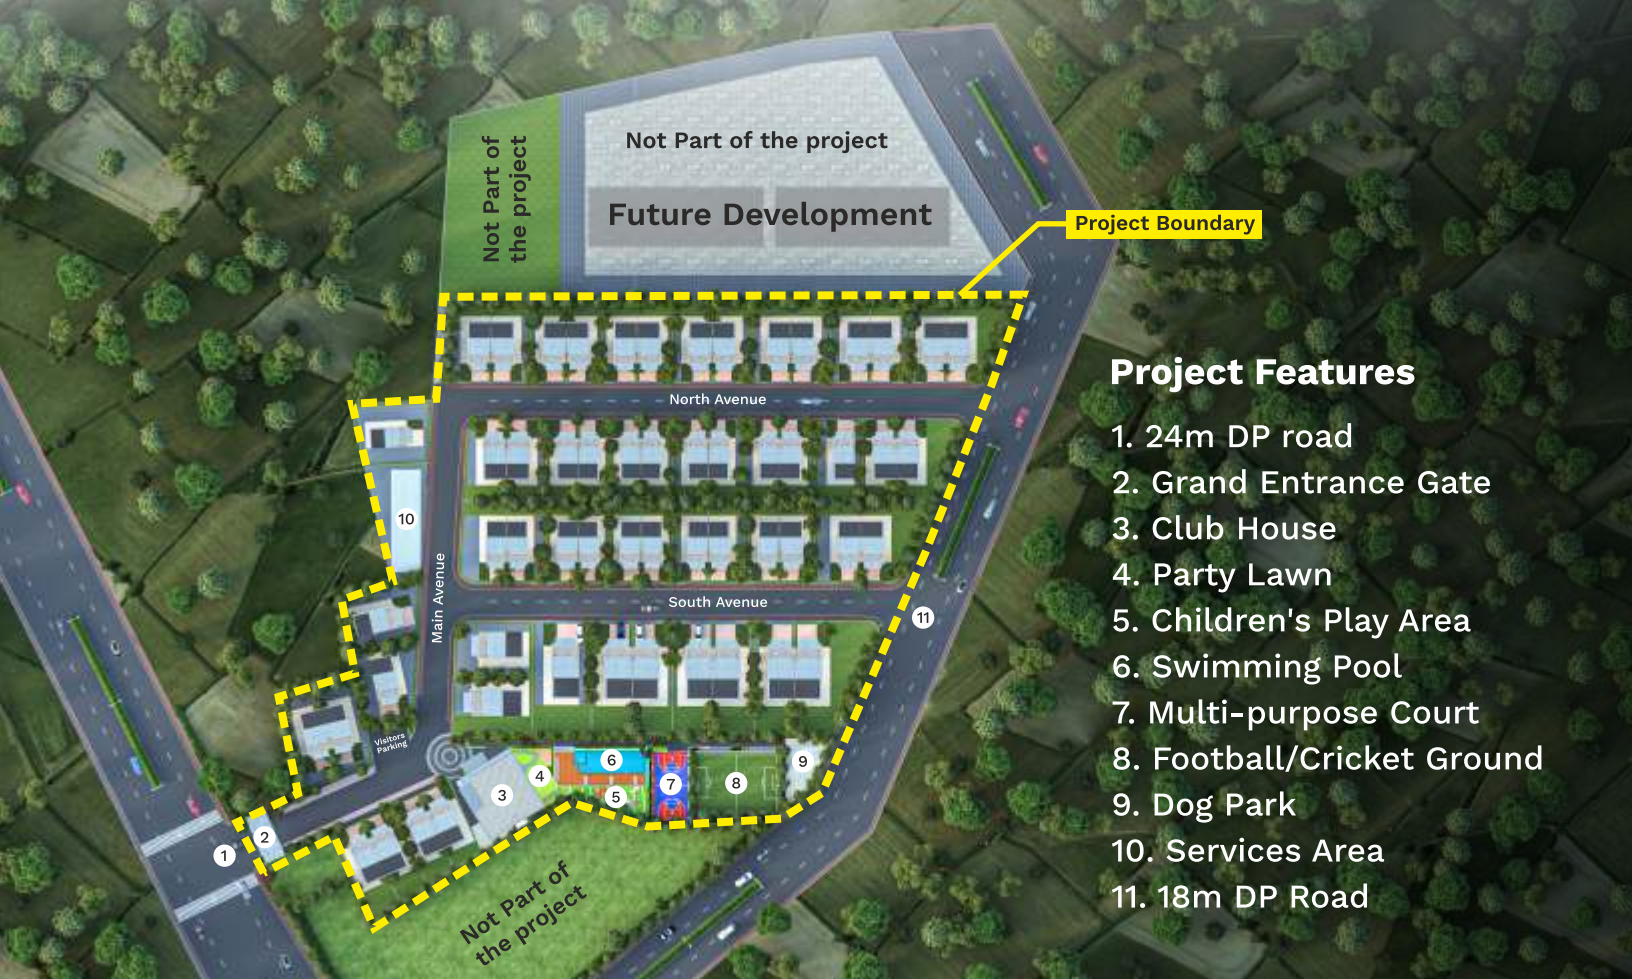 Not Part of
the project
Not Part of the project
Future Development
Project Boundary
North Avenue
10
Main Avenue
South Avenue
11
Visitors
Parking
6
9
4
7
8
3
5
2
1
Not Part of
the project
Project Features
1. 24m DP road
2. Grand Entrance Gate
3. Club House
4. Party Lawn
5. Children's Play Area
6. Swimming Pool
7. Multi-purpose Court
8. Football/Cricket Ground
9. Dog Park
10. Services Area
11. 18m DP Road